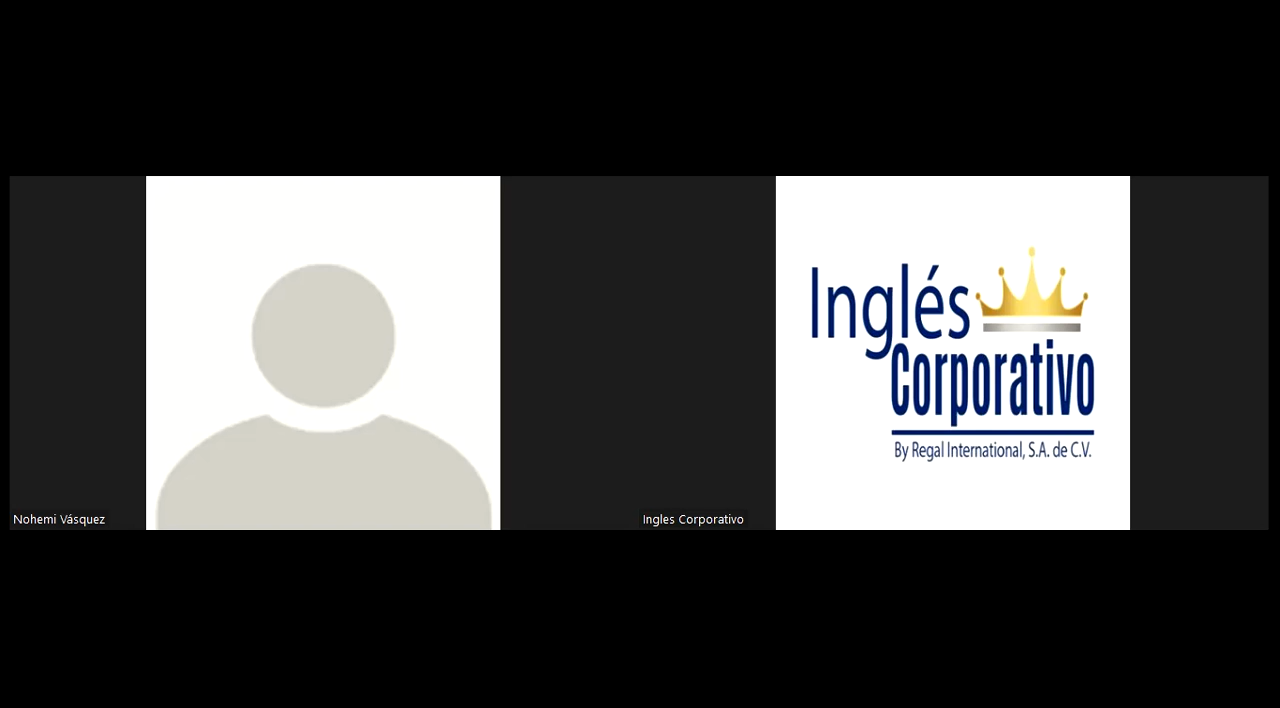 Inglés
Corporativo
By Regal International, S.A. de C.V.
Nohemi Vásquez
Ingles Corporativo